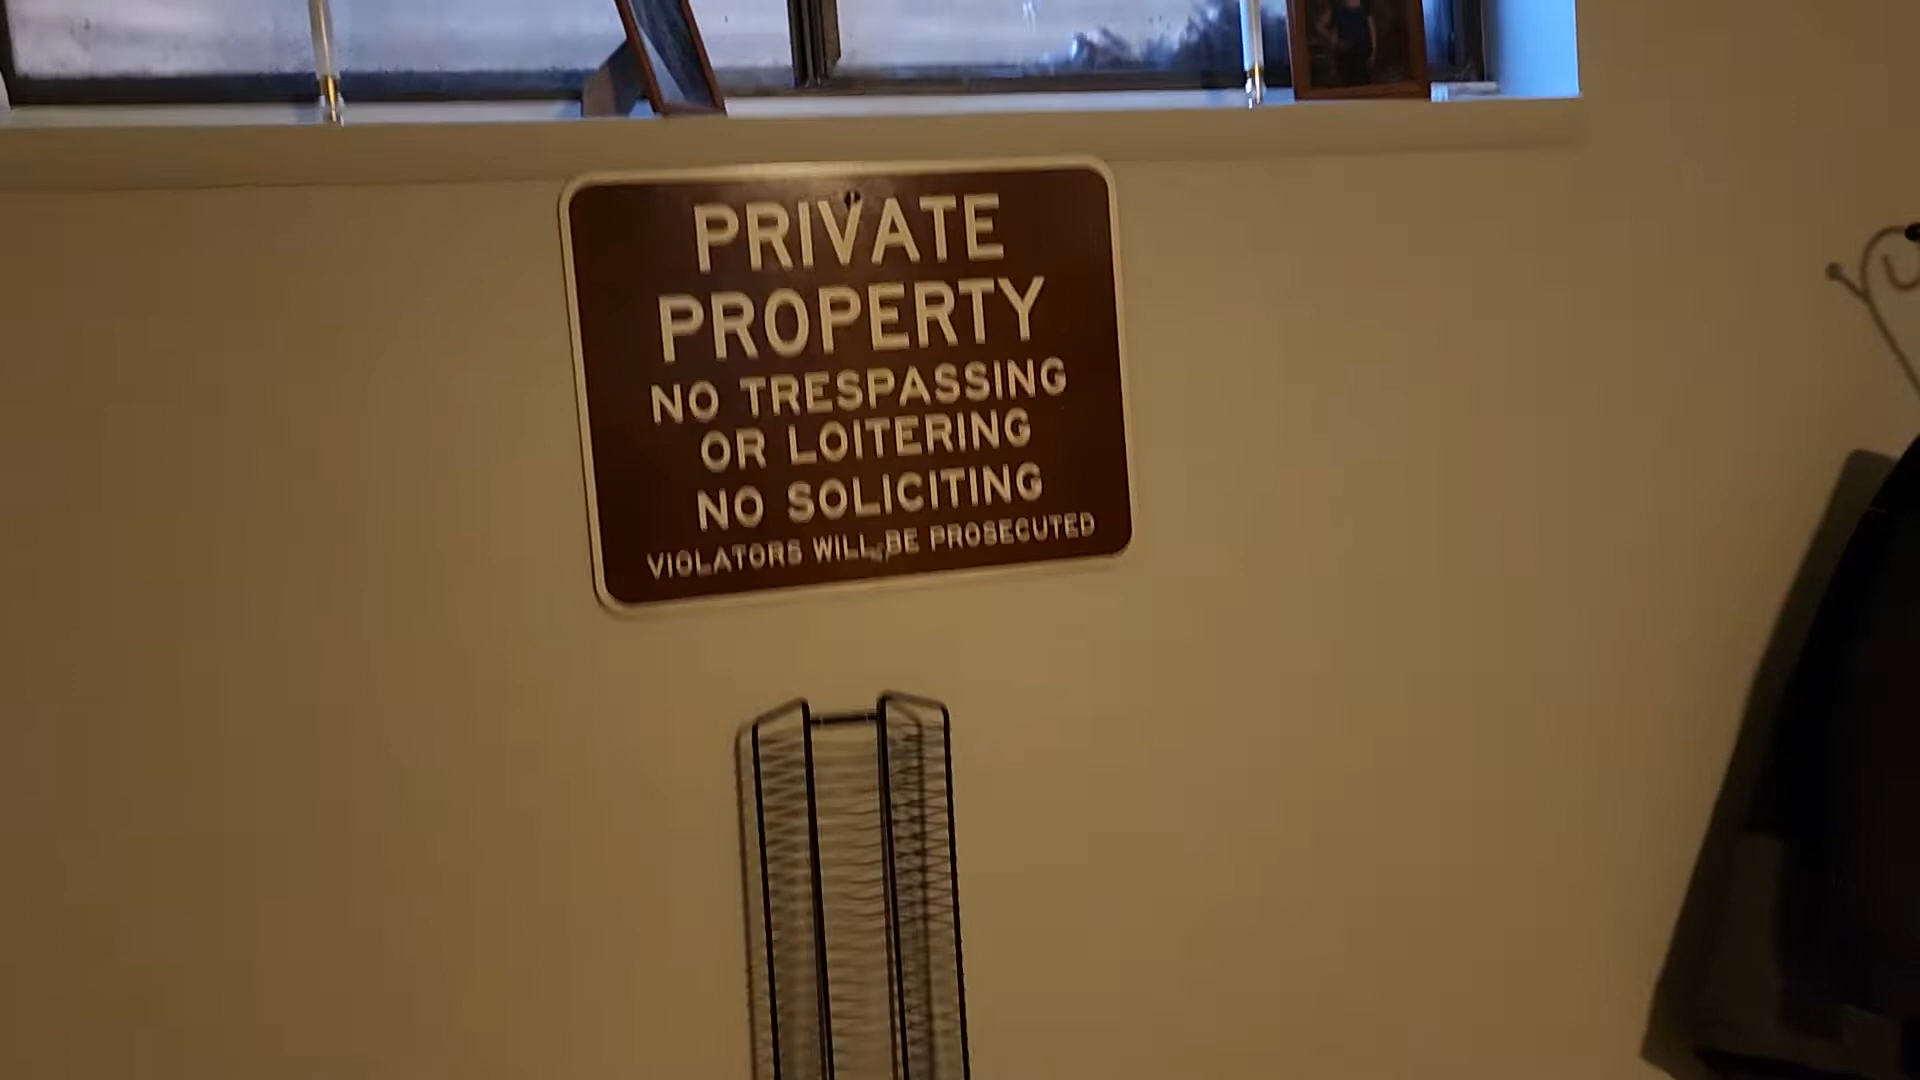 PRIVATE
PROPERTY
NO TRESPASSING
OR LOITERING
NO SOLICITING
VIOLATORS WILL BE PROSECUTED